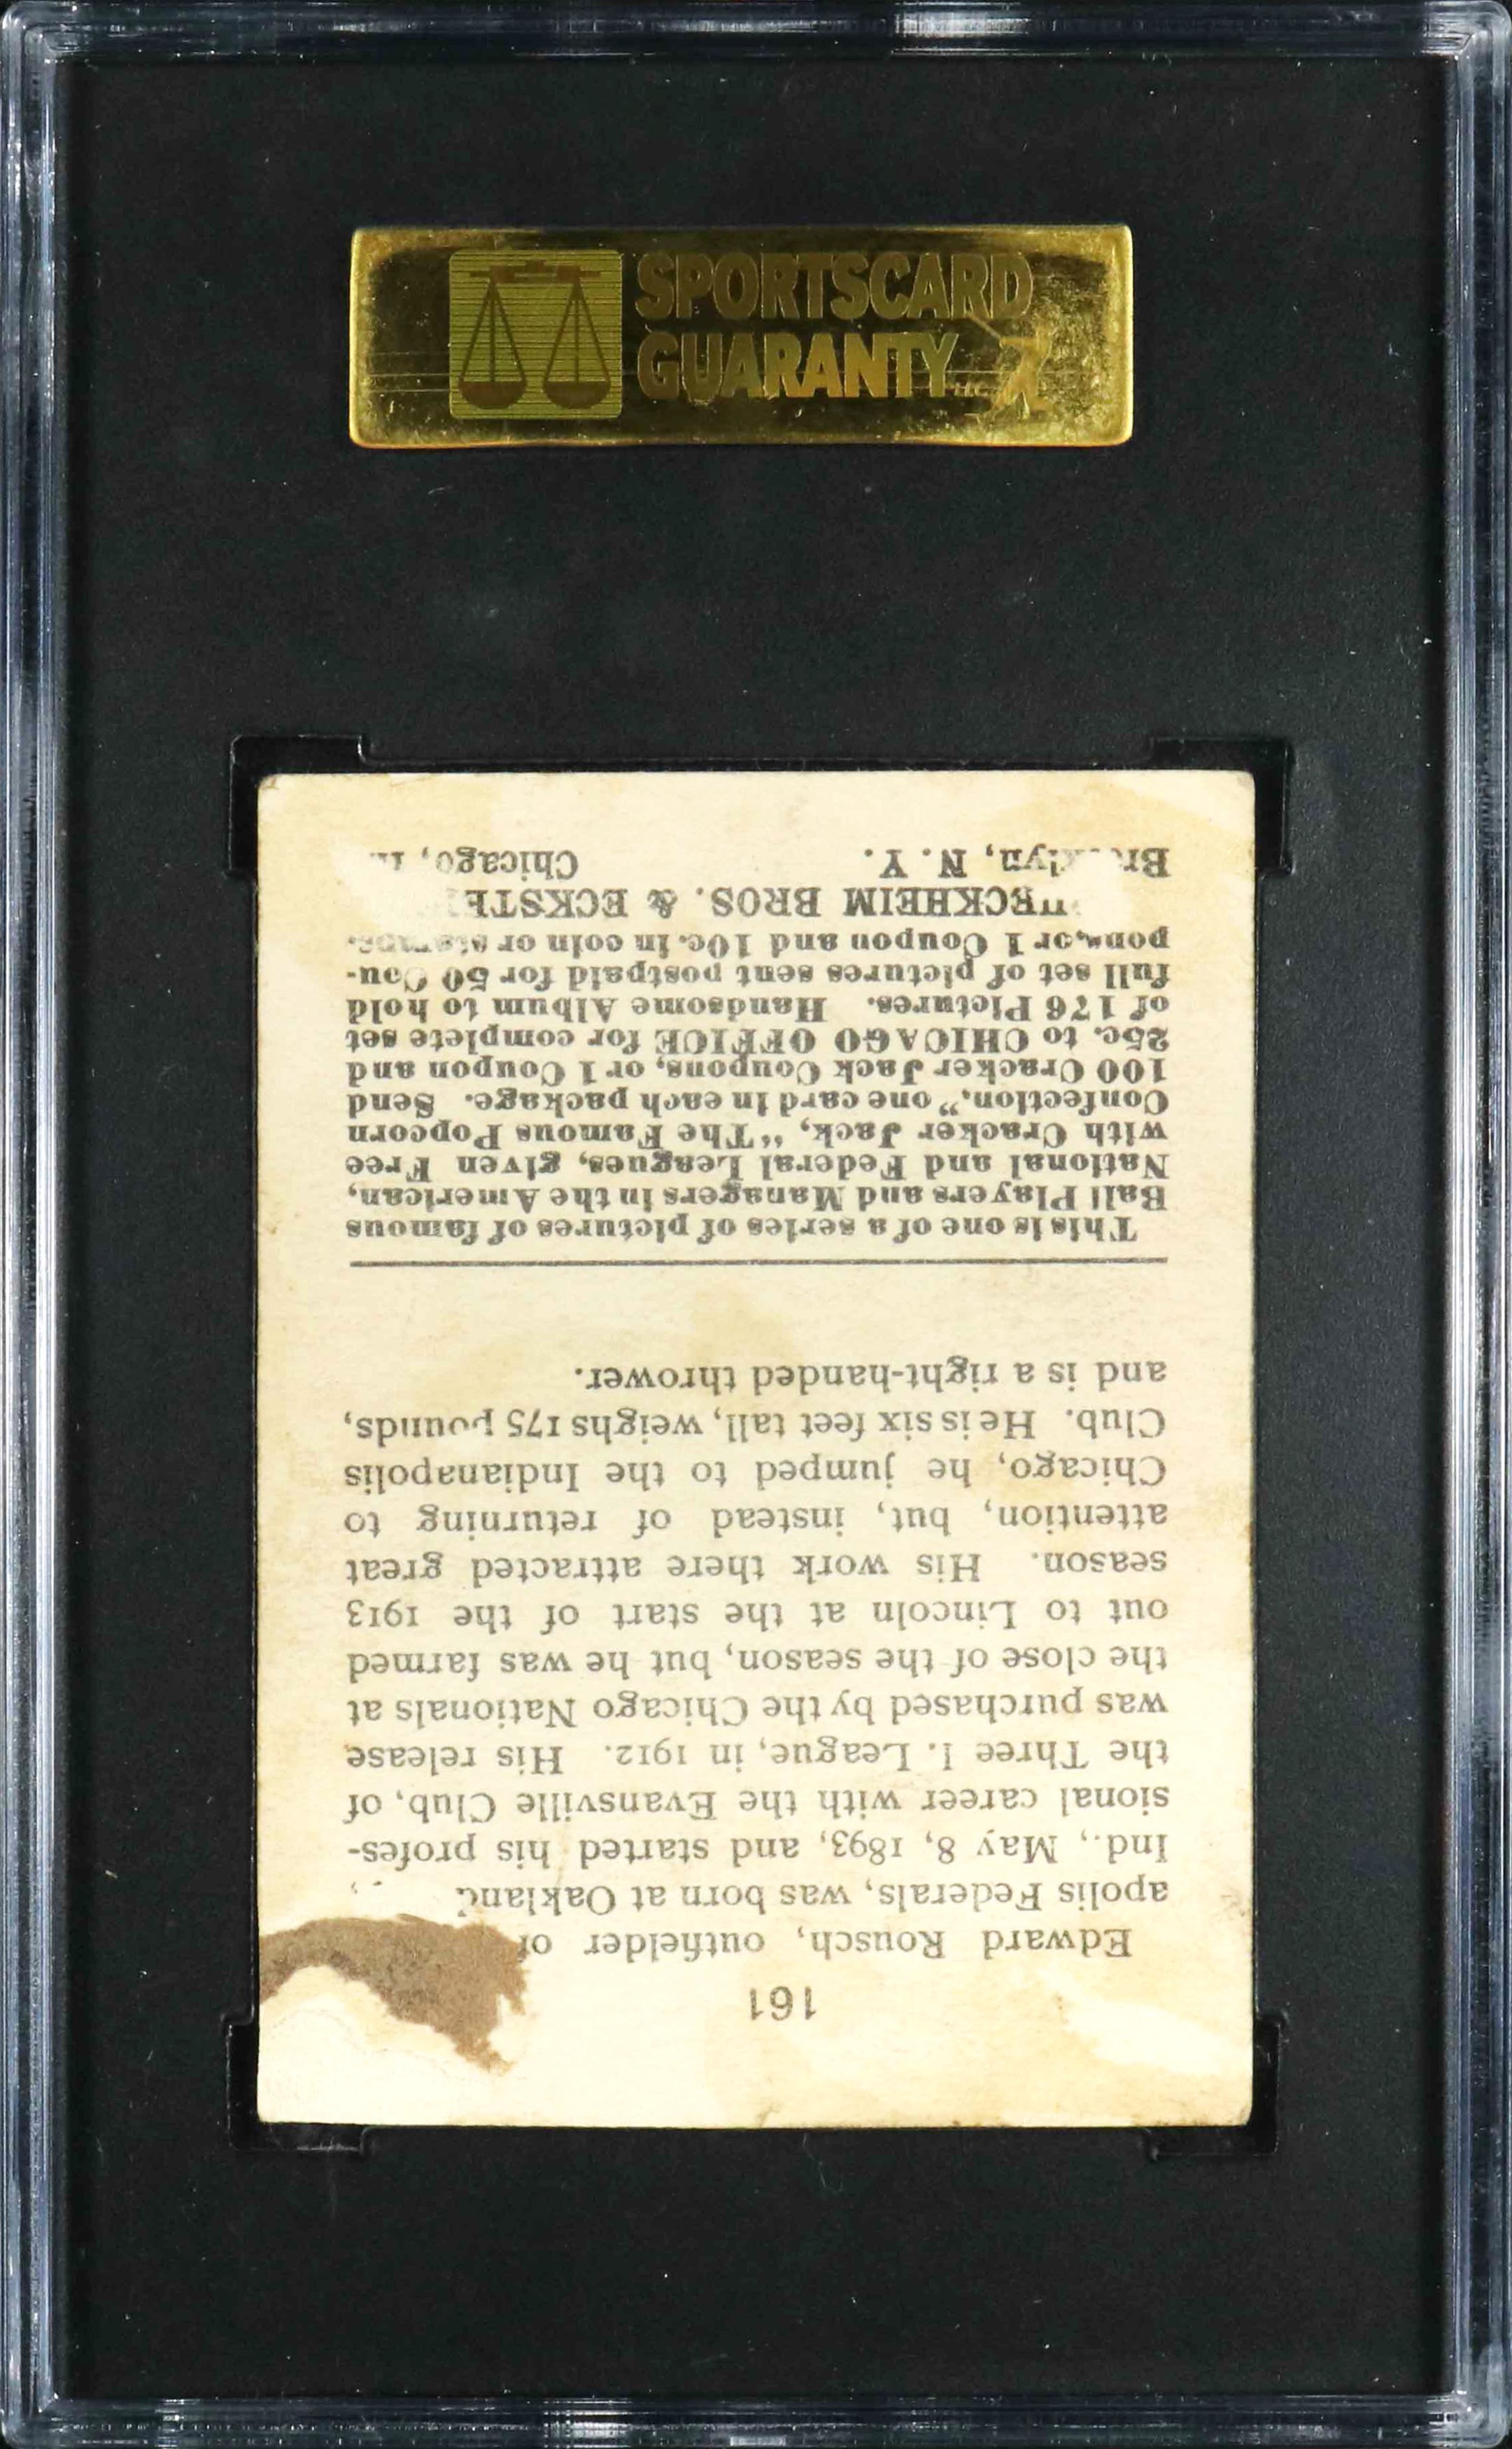 SPORTSCARD
GUARANTY LLC
161
Edward Rousch, outfielder of
apolis Federals, was born at Oakland
Ind., May 8, 1893, and started his profes-
sional career with the Evansville Club, of
the Three I. League, in 1912. His release
was purchased by the Chicago Nationals at
the close of the season, but he was farmed
out to Lincoln at the start of the 1913
season. His work there attracted great
attention, but, instead of returning to
Chicago, he jumped to the Indianapolis
Club. He is six feet tall, weighs 175 pounds,
and is a right-handed thrower.
This is one of a series of pictures of famous
Ball Players and Managers in the American,
National and Federal Leagues, given Free
with Cracker Jack, "The Famous Popcorn
Confection," one card in each package. Send
100 Cracker Jack Coupons, or 1 Coupon and
25c. to CHICAGO OFFICE for complete set
of 176 Pictures. Handsome Album to hold
full set of pictures sent postpaid for 50 Cou-
pons, or 1 Coupon and 10c. in coin or stamps.
UECKHEIM BROS. & ECKSTE
Brooklyn, N. Y. Chicago,